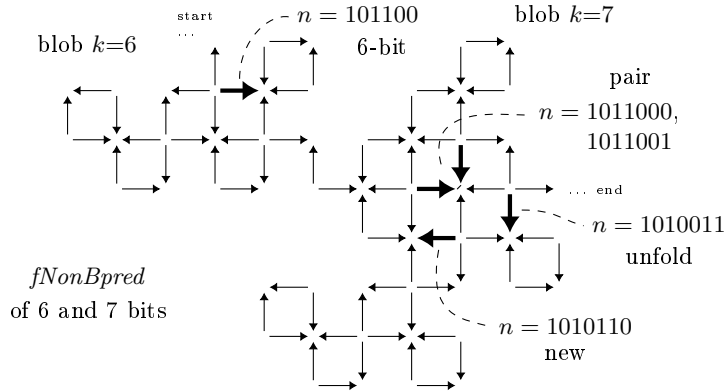 start
...
n = 101100
6-bit
blob k=6
blob k=7
pair
n = 1011000,
1011001
... end
n = 1010011
unfold
fNonBpred
of 6 and 7 bits
n = 1010110
new